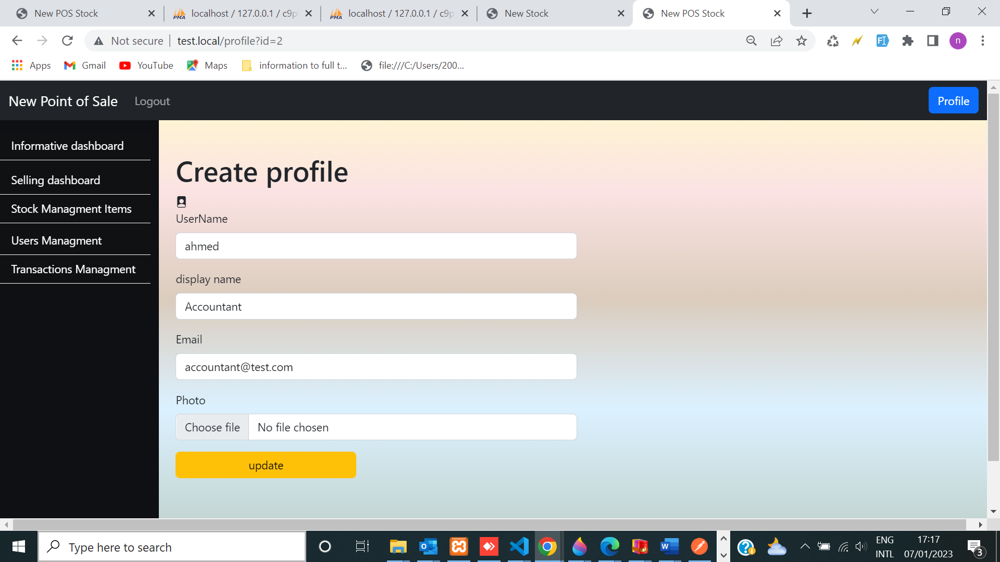 New POS Stock
localhost / 127.0.0.1 / c9p
localhost / 127.0.0.1 / c9p
New Stock
New POS Stock
Not secure
test.local/profile?id=2
n
Apps
Gmail
YouTube
Maps
information to full t...
file:///C:/Users/200...
New Point of Sale
Logout
Profile
Informative dashboard
Selling dashboard
Stock Managment Items
Users Managment
Transactions Managment
Create profile
UserName
ahmed
display name
Accountant
Email
accountant@test.com
Photo
Choose file
No file chosen
update
Type here to search
ENG
INTL
17:17
07/01/2023
3